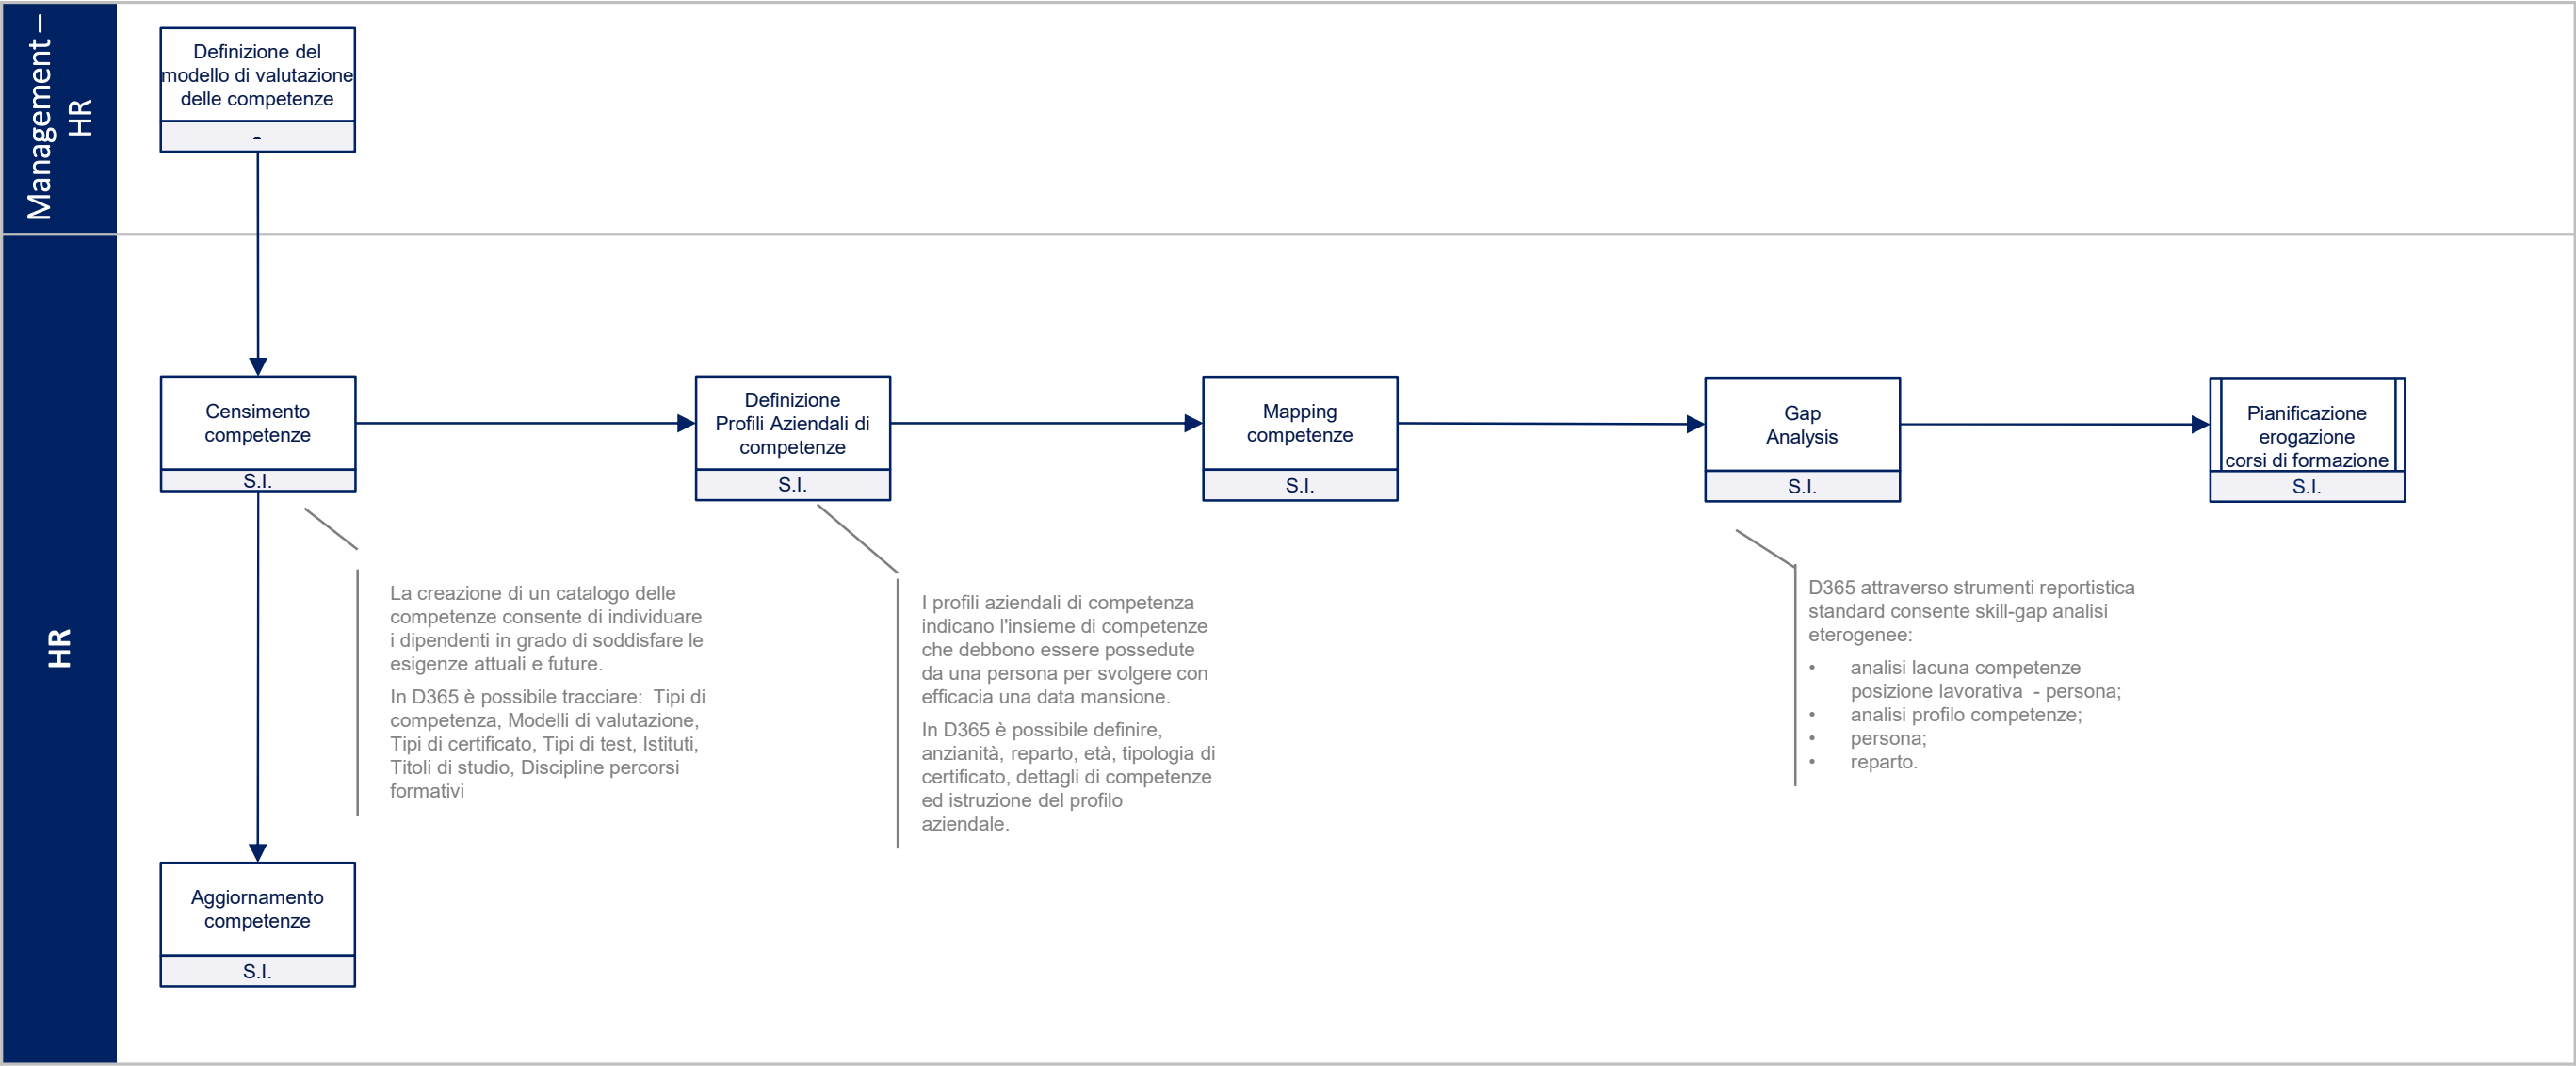 Management –
HR
Definizione del
modello di valutazione
delle competenze
-
HR
Censimento
competenze
S.I.
Definizione
Profili Aziendali di
competenze
S.I.
Mapping
competenze
S.I.
Gap
Analysis
S.I.
Pianificazione
erogazione
corsi di formazione
S.I.
La creazione di un catalogo delle
competenze consente di individuare
i dipendenti in grado di soddisfare le
esigenze attuali e future.
In D365 è possibile tracciare:  Tipi di
competenza, Modelli di valutazione,
Tipi di certificato, Tipi di test, Istituti,
Titoli di studio, Discipline percorsi
formativi
I profili aziendali di competenza
indicano l'insieme di competenze
che debbono essere possedute
da una persona per svolgere con
efficacia una data mansione.
In D365 è possibile definire,
anzianità, reparto, età, tipologia di
certificato, dettagli di competenze
ed istruzione del profilo
aziendale.
D365 attraverso strumenti reportistica
standard consente skill-gap analisi
eterogenee:
• analisi lacuna competenze
posizione lavorativa  - persona;
• analisi profilo competenze;
• persona;
• reparto.
Aggiornamento
competenze
S.I.